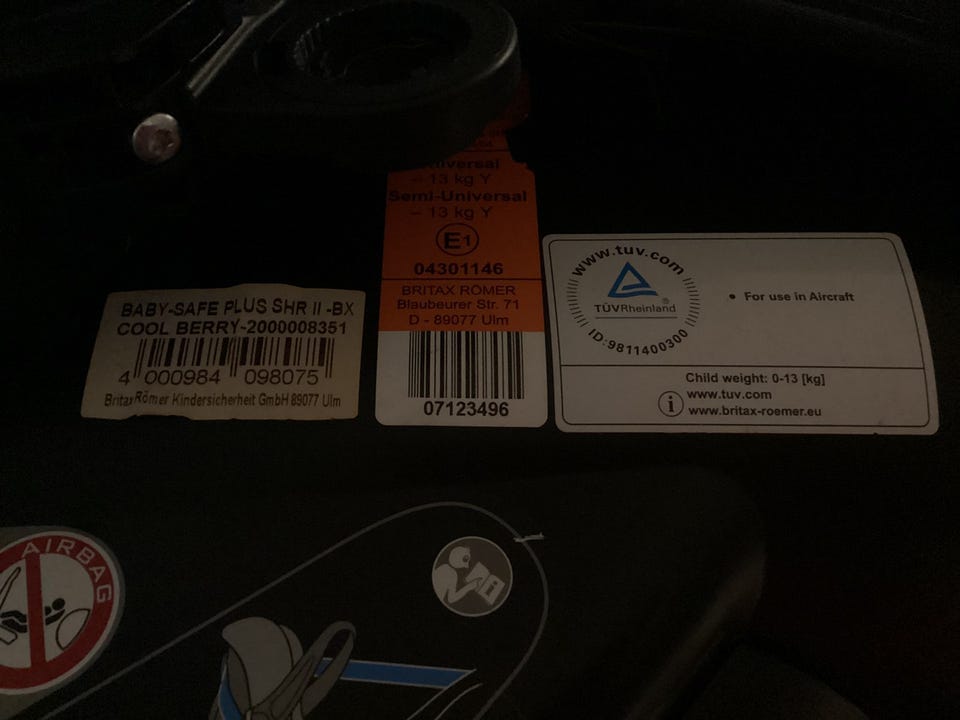 BABY-SAFE PLUS SHR II -BX
COOL BERRY-2000008351
4 000984 098075
Britax Römer Kindersicherheit GmbH 89077 Ulm
– 13 kg Y
Semi-Universal
– 13 kg Y
E1
04301146
BRITAX RÖMER
Blaubeurer Str. 71
D - 89077 Ulm
07123496
www.tuv.com
TÜVRheinland
®
ID:9811400300
• For use in Aircraft
Child weight: 0-13 [kg]
i
www.tuv.com
www.britax-roemer.eu
AIRBAG
i